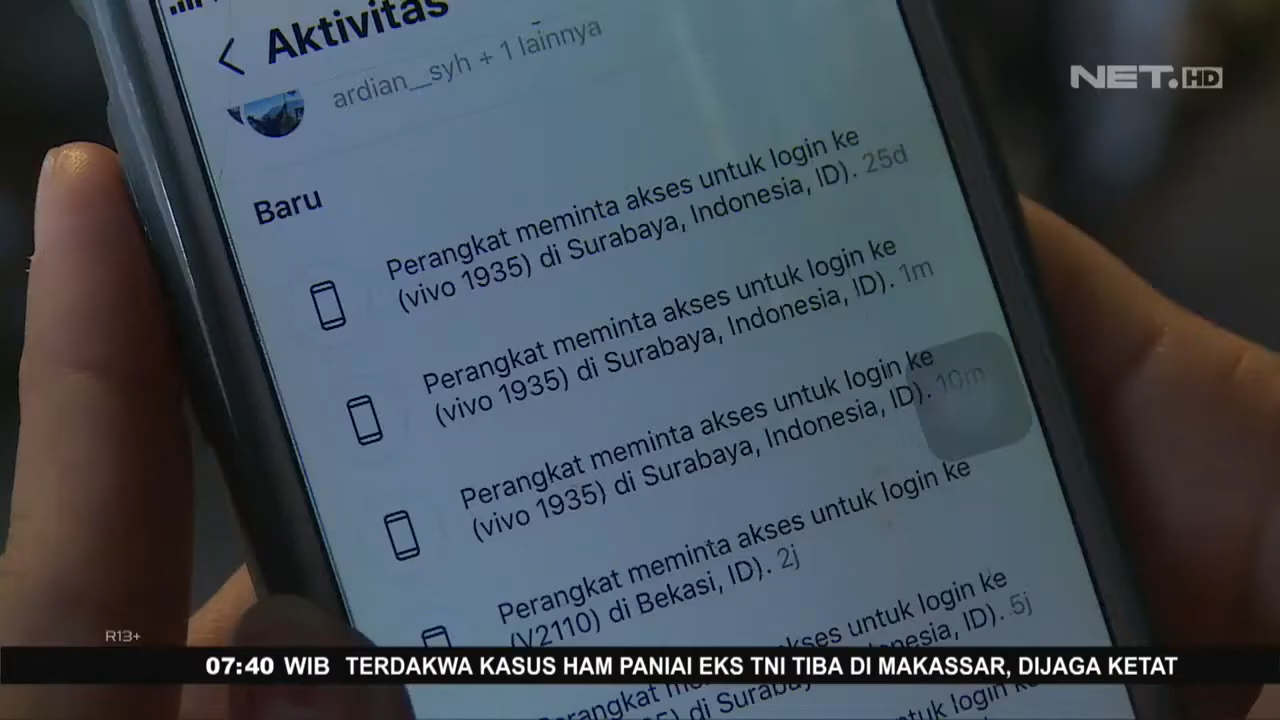 Aktivitas
NET.HD
ardian__syh + 1 lainnya
Baru
Perangkat meminta akses untuk login ke
(vivo 1935) di Surabaya, Indonesia, ID). 25d
Perangkat meminta akses untuk login ke
(vivo 1935) di Surabaya, Indonesia, ID). 1m
Perangkat meminta akses untuk login ke
(vivo 1935) di Surabaya, Indonesia, ID). 10m
Perangkat meminta akses untuk login ke
(V2110) di Bekasi, ID). 2j
untuk login ke
ID). 5j
di
login
R13+
07:40 WIB TERDAKWA KASUS HAM PANIAI EKS TNI TIBA DI MAKASSAR, DIJAGA KETAT